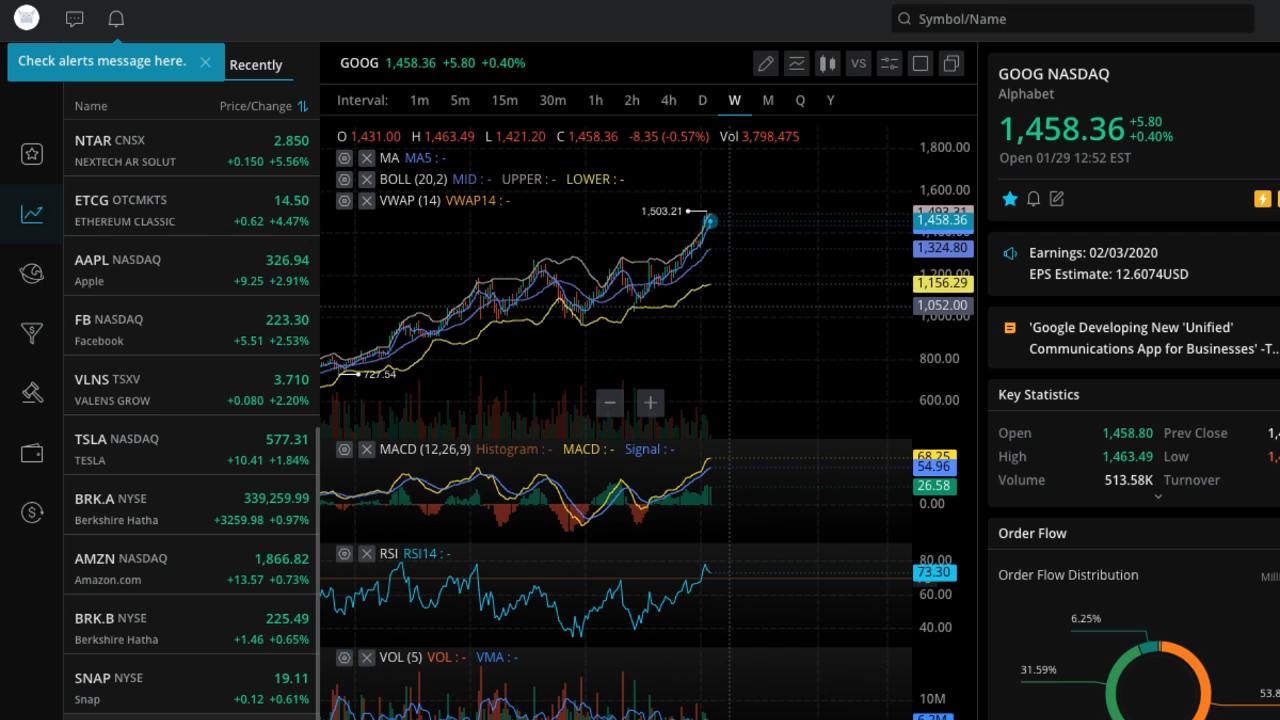 Symbol/Name
Check alerts message here.
Recently
Name Price/Change
NTAR CNSX 2.850
NEXTECH AR SOLUT +0.150 +5.56%
ETCG OTCMKTS 14.50
ETHEREUM CLASSIC +0.62 +4.47%
AAPL NASDAQ 326.94
Apple +9.25 +2.91%
FB NASDAQ 223.30
Facebook +5.51 +2.53%
VLNS TSXV 3.710
VALENS GROW +0.080 +2.20%
TSLA NASDAQ 577.31
TESLA +10.41 +1.84%
BRK.A NYSE 339,259.99
Berkshire Hatha +3259.98 +0.97%
AMZN NASDAQ 1,866.82
Amazon.com +13.57 +0.73%
BRK.B NYSE 225.49
Berkshire Hatha +1.46 +0.65%
SNAP NYSE 19.11
Snap +0.12 +0.61%
GOOG 1,458.36 +5.80 +0.40%
VS
Interval: 1m 5m 15m 30m 1h 2h 4h D W M Q Y
O 1,431.00 H 1,463.49 L 1,421.20 C 1,458.36 -8.35 (-0.57%) Vol 3,798,475
MA MA5 : -
BOLL (20,2) MID : - UPPER : - LOWER : -
VWAP (14) VWAP14 : -
1,503.21
727.54
1,800.00
1,600.00
1,458.36
1,324.80
1,200.00
1,156.29
1,052.00
1,000.00
800.00
600.00
MACD (12,26,9) Histogram : - MACD : - Signal : -
68.25
54.96
26.58
0.00
RSI RSI14 : -
80.00
73.30
60.00
40.00
VOL (5) VOL : - VMA : -
10M
GOOG NASDAQ
Alphabet
1,458.36 +5.80
+0.40%
Open 01/29 12:52 EST
Earnings: 02/03/2020
EPS Estimate: 12.6074USD
'Google Developing New 'Unified'
Communications App for Businesses' -T...
Key Statistics
Open 1,458.80 Prev Close
High 1,463.49 Low
Volume 513.58K Turnover
Order Flow
Order Flow Distribution
6.25%
31.59%
53.8